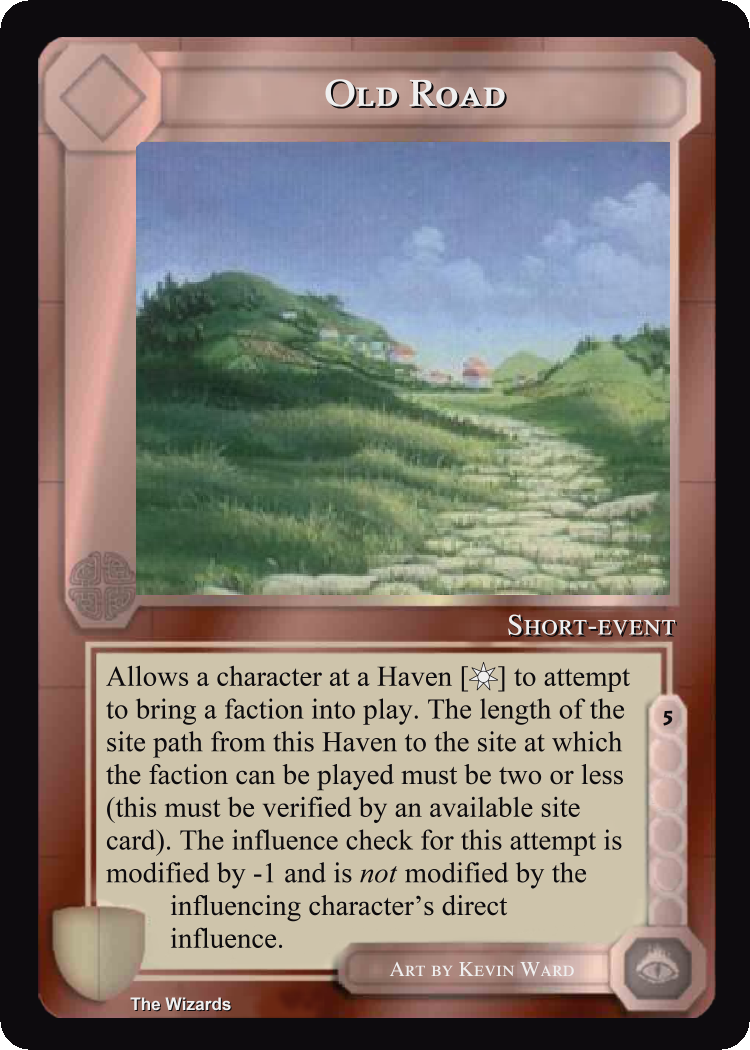 Old Road
Short-event
Allows a character at a Haven [] to attempt
to bring a faction into play. The length of the
site path from this Haven to the site at which
the faction can be played must be two or less
(this must be verified by an available site
card). The influence check for this attempt is
modified by -1 and is not modified by the
influencing character’s direct
influence.
5
Art by Kevin Ward
The Wizards